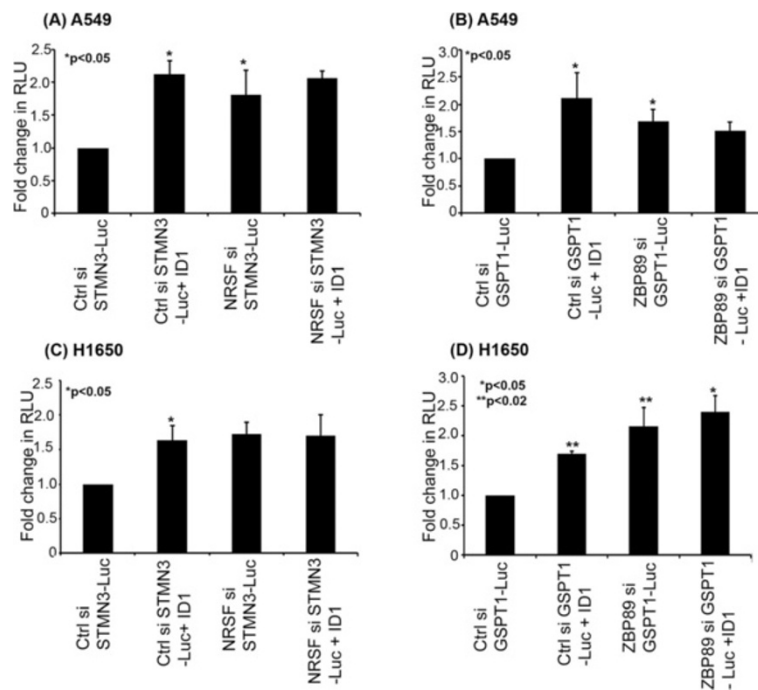 (A) A549
Fold change in RLU
2.5
2.0
1.5
1.0
0.5
0
*p<0.05
*
*
Ctrl si
STMN3-Luc
Ctrl si STMN3
-Luc+ ID1
NRSF si
STMN3-Luc
NRSF si STMN3
-Luc + ID1
(B) A549
Fold change in RLU
3.0
2.5
2.0
1.5
1.0
0.5
0
*p<0.05
*
*
Ctrl si
GSPT1-Luc
Ctrl si GSPT1
-Luc + ID1
ZBP89 si
GSPT1-Luc
ZBP89 si GSPT1
- Luc +ID1
(C) H1650
Fold change in RLU
2.5
2.0
1.5
1.0
0.5
0
*p<0.05
*
Ctrl si
STMN3-Luc
Ctrl si STMN3
-Luc+ ID1
NRSF si
STMN3-Luc
NRSF si STMN3
-Luc + ID1
(D) H1650
Fold change in RLU
3.0
2.5
2.0
1.5
1.0
0.5
0
*p<0.05
**p<0.02
**
**
*
Ctrl si
GSPT1-Luc
Ctrl si GSPT1
-Luc + ID1
ZBP89 si
GSPT1-Luc
ZBP89 si GSPT1
- Luc +ID1